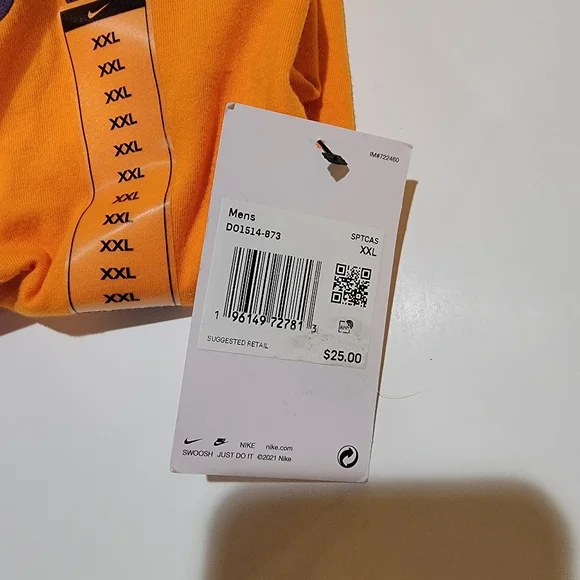 XXL
XXL
XXL
XXL
XXL
XXL
XXL
XXL
XXL
XXL
XXL
IM#722460
Mens
DO1514-873
SPTCAS
XXL
1 96149 72781 3
APP
SUGGESTED RETAIL
$25.00
NIKE nike.com
SWOOSH JUST DO IT ©2021 Nike